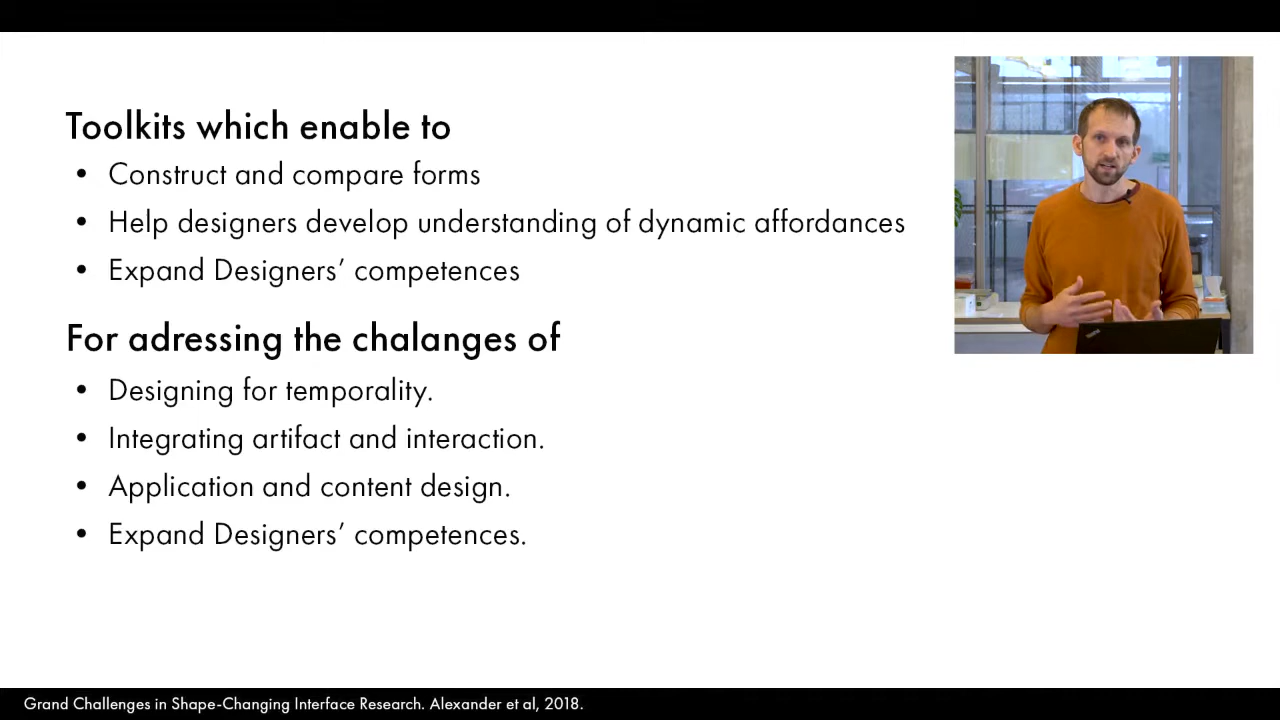 Toolkits which enable to
• Construct and compare forms
• Help designers develop understanding of dynamic affordances
• Expand Designers’ competences
For adressing the chalanges of
• Designing for temporality.
• Integrating artifact and interaction.
• Application and content design.
• Expand Designers’ competences.
Grand Challenges in Shape-Changing Interface Research. Alexander et al, 2018.